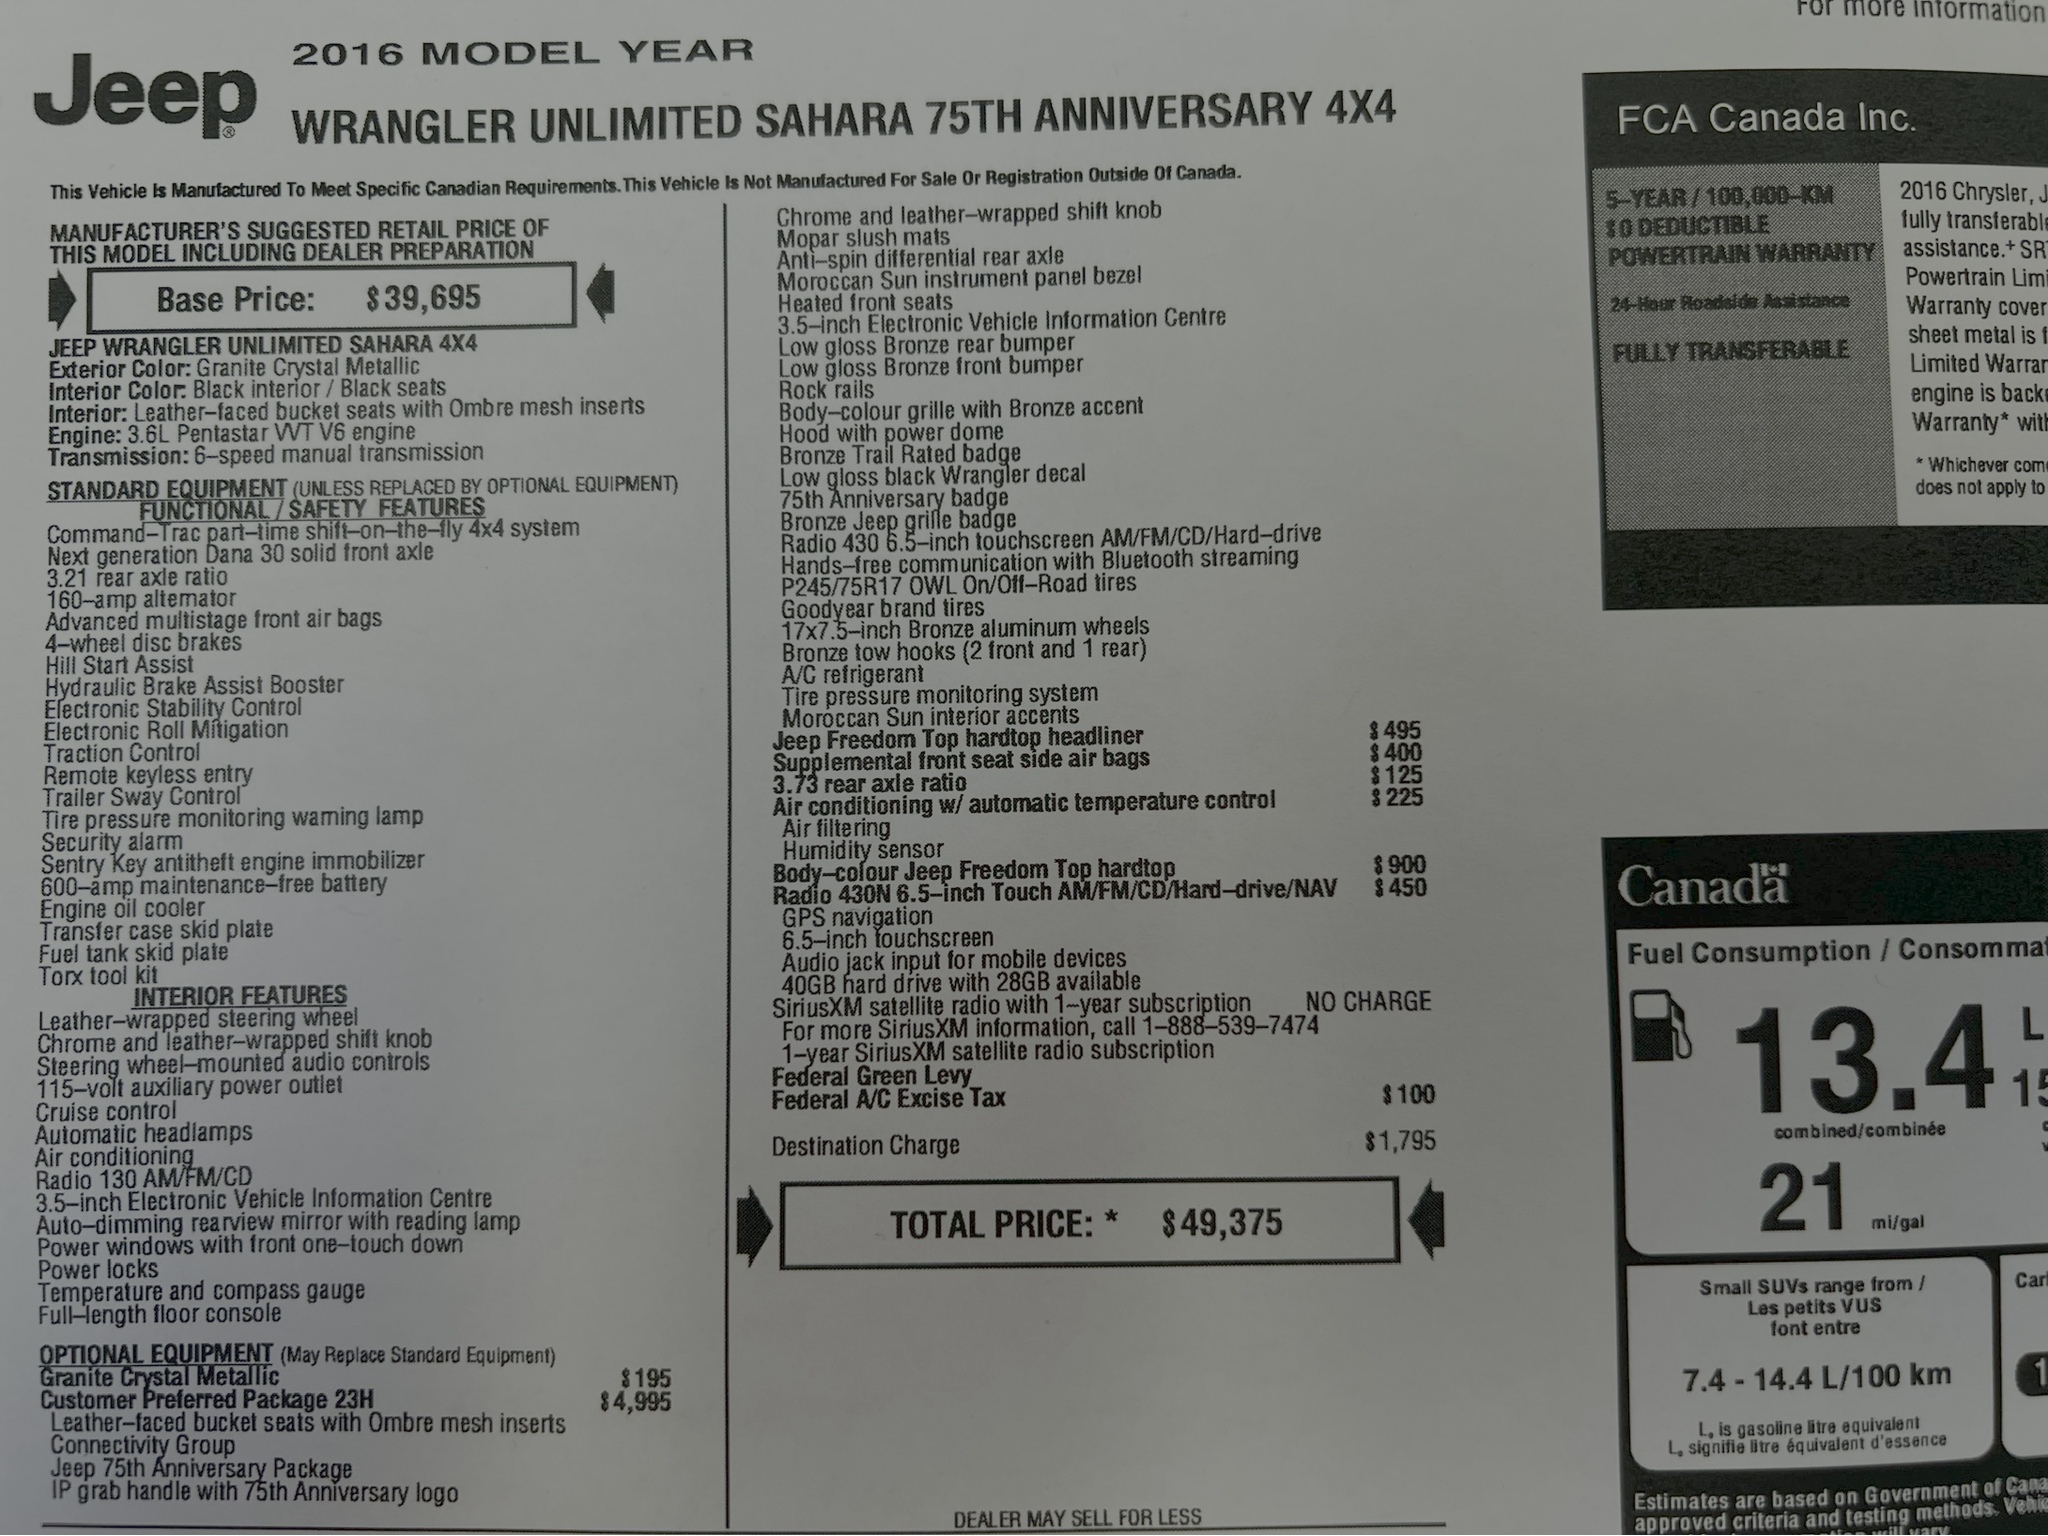 For more information
Jeep®
2016 MODEL YEAR
WRANGLER UNLIMITED SAHARA 75TH ANNIVERSARY 4X4
This Vehicle Is Manufactured To Meet Specific Canadian Requirements. This Vehicle Is Not Manufactured For Sale Or Registration Outside Of Canada.
MANUFACTURER'S SUGGESTED RETAIL PRICE OF
THIS MODEL INCLUDING DEALER PREPARATION
Base Price: $39,695
JEEP WRANGLER UNLIMITED SAHARA 4X4
Exterior Color: Granite Crystal Metallic
Interior Color: Black interior / Black seats
Interior: Leather-faced bucket seats with Ombre mesh inserts
Engine: 3.6L Pentastar VVT V6 engine
Transmission: 6-speed manual transmission
STANDARD EQUIPMENT (UNLESS REPLACED BY OPTIONAL EQUIPMENT)
FUNCTIONAL / SAFETY FEATURES
Command-Trac part-time shift-on-the-fly 4x4 system
Next generation Dana 30 solid front axle
3.21 rear axle ratio
160-amp alternator
Advanced multistage front air bags
4-wheel disc brakes
Hill Start Assist
Hydraulic Brake Assist Booster
Electronic Stability Control
Electronic Roll Mitigation
Traction Control
Remote keyless entry
Trailer Sway Control
Tire pressure monitoring warning lamp
Security alarm
Sentry Key antitheft engine immobilizer
600-amp maintenance-free battery
Engine oil cooler
Transfer case skid plate
Fuel tank skid plate
Torx tool kit
INTERIOR FEATURES
Leather-wrapped steering wheel
Chrome and leather-wrapped shift knob
Steering wheel-mounted audio controls
115-volt auxiliary power outlet
Cruise control
Automatic headlamps
Air conditioning
Radio 130 AM/FM/CD
3.5-inch Electronic Vehicle Information Centre
Auto-dimming rearview mirror with reading lamp
Power windows with front one-touch down
Power locks
Temperature and compass gauge
Full-length floor console
OPTIONAL EQUIPMENT (May Replace Standard Equipment)
Granite Crystal Metallic $195
Customer Preferred Package 23H $4,995
Leather-faced bucket seats with Ombre mesh inserts
Connectivity Group
Jeep 75th Anniversary Package
IP grab handle with 75th Anniversary logo
Chrome and leather-wrapped shift knob
Mopar slush mats
Anti-spin differential rear axle
Moroccan Sun instrument panel bezel
Heated front seats
3.5-inch Electronic Vehicle Information Centre
Low gloss Bronze rear bumper
Low gloss Bronze front bumper
Rock rails
Body-colour grille with Bronze accent
Hood with power dome
Bronze Trail Rated badge
Low gloss black Wrangler decal
75th Anniversary badge
Bronze Jeep grille badge
Radio 430 6.5-inch touchscreen AM/FM/CD/Hard-drive
Hands-free communication with Bluetooth streaming
P245/75R17 OWL On/Off-Road tires
Goodyear brand tires
17x7.5-inch Bronze aluminum wheels
Bronze tow hooks (2 front and 1 rear)
A/C refrigerant
Tire pressure monitoring system
Moroccan Sun interior accents
Jeep Freedom Top hardtop headliner $495
Supplemental front seat side air bags $400
3.73 rear axle ratio $125
Air conditioning w/ automatic temperature control $225
Air filtering
Humidity sensor
Body-colour Jeep Freedom Top hardtop $900
Radio 430N 6.5-inch Touch AM/FM/CD/Hard-drive/NAV $450
GPS navigation
6.5-inch touchscreen
Audio jack input for mobile devices
40GB hard drive with 28GB available
SiriusXM satellite radio with 1-year subscription NO CHARGE
For more SiriusXM information, call 1-888-539-7474
1-year SiriusXM satellite radio subscription
Federal Green Levy
Federal A/C Excise Tax $100
Destination Charge $1,795
TOTAL PRICE: * $49,375
DEALER MAY SELL FOR LESS
FCA Canada Inc.
5-YEAR / 100,000-KM
$0 DEDUCTIBLE
POWERTRAIN WARRANTY
24-Hour Roadside Assistance
FULLY TRANSFERABLE
2016 Chrysler, J
fully transferable
assistance.+ SR
Powertrain Limi
Warranty cover
sheet metal is f
Limited Warran
engine is back
Warranty* with
* Whichever com
does not apply to
Canada
Fuel Consumption / Consommat
13.4 L
15
combined/combinée
21 mi/gal
Small SUVs range from /
Les petits VUS
font entre
7.4 - 14.4 L/100 km
Le is gasoline litre equivalent
Le signifie litre équivalent d'essence
Car
1
Estimates are based on Government of Cana
approved criteria and testing methods. Vehic